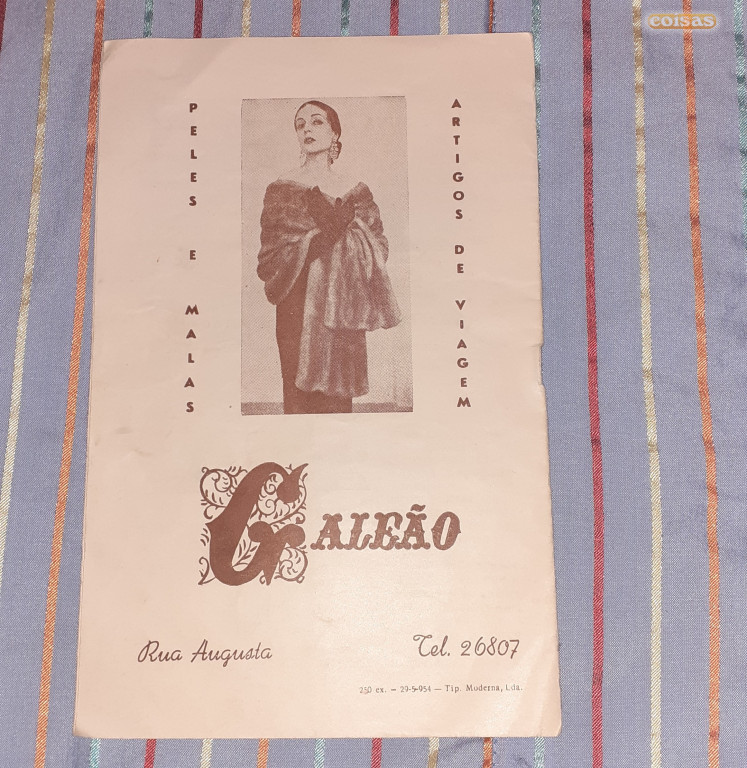 coisas
PELES E MALAS
ARTIGOS DE VIAGEM
GALEÃO
Rua Augusta
Tel. 26807
250 ex. — 29-5-954 — Tip. Moderna, Lda.